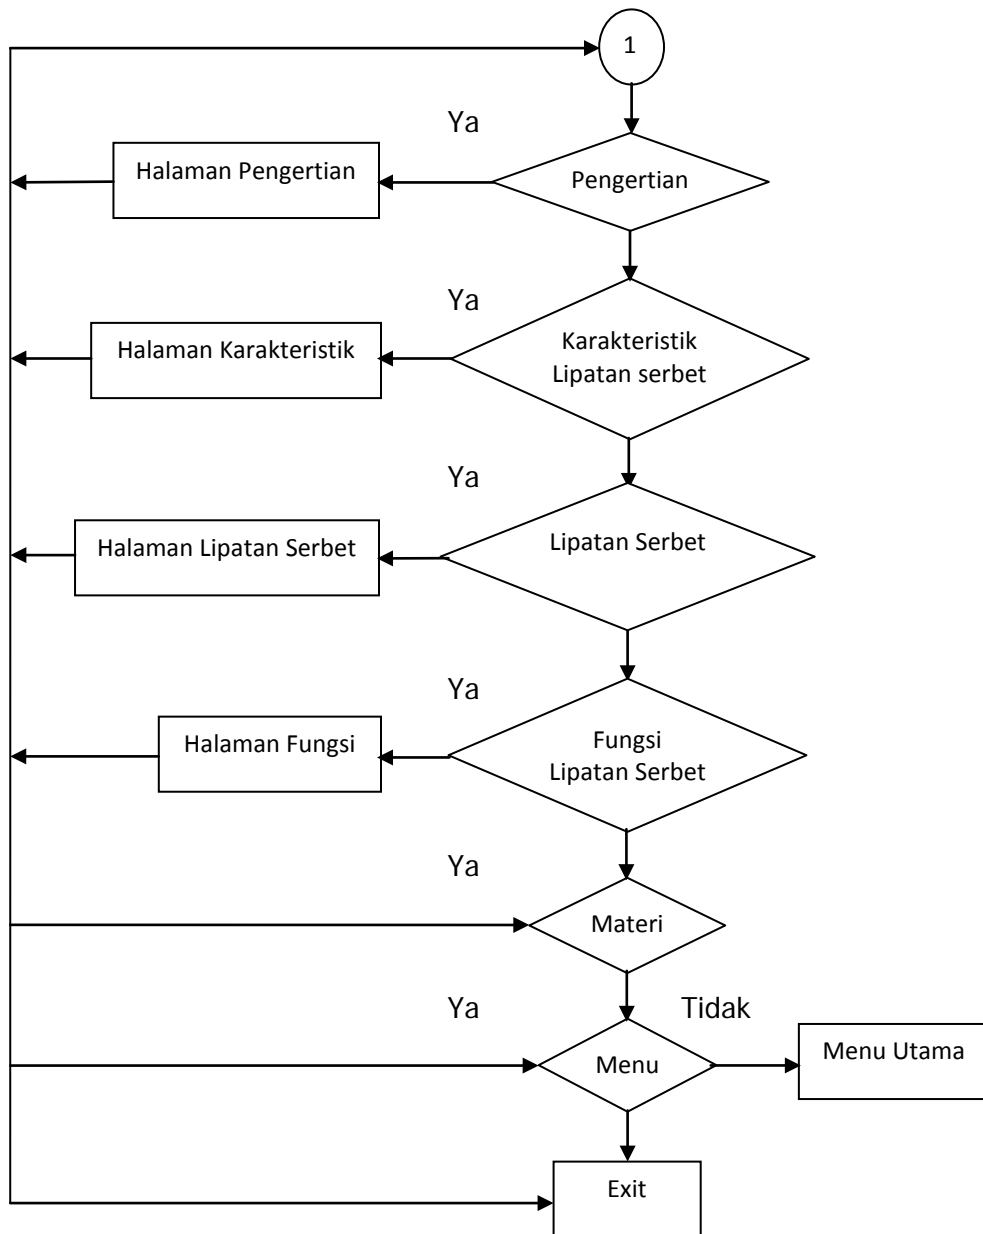 1
Ya
Halaman Pengertian
Pengertian
Ya
Halaman Karakteristik
Karakteristik
Lipatan serbet
Ya
Halaman Lipatan Serbet
Lipatan Serbet
Ya
Halaman Fungsi
Fungsi
Lipatan Serbet
Ya
Materi
Ya
Tidak
Menu
Menu Utama
Exit